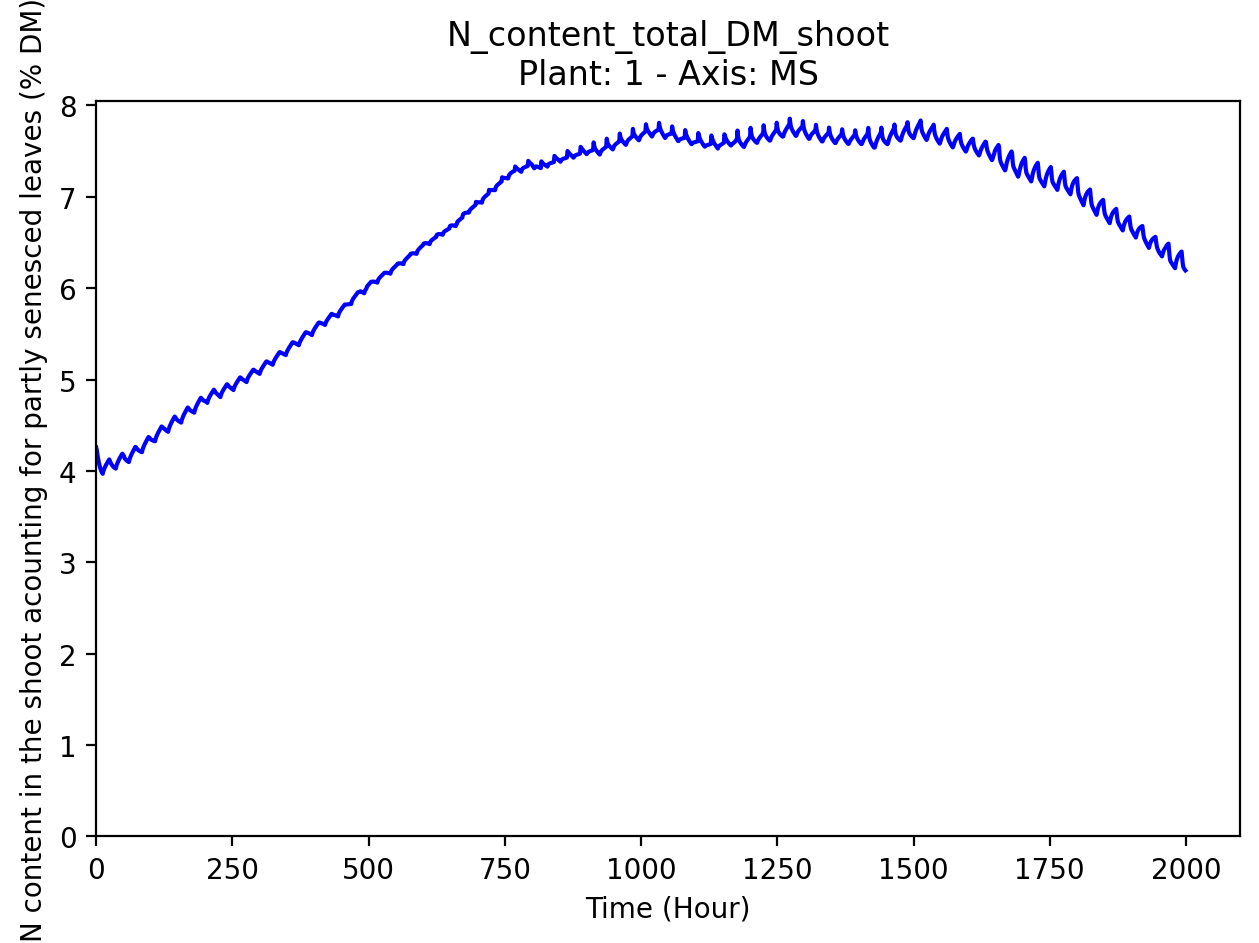 N_content_total_DM_shoot
Plant: 1 - Axis: MS
N content in the shoot acounting for partly senesced leaves (% DM)
8
7
6
5
4
3
2
1
0
0 250 500 750 1000 1250 1500 1750 2000
Time (Hour)